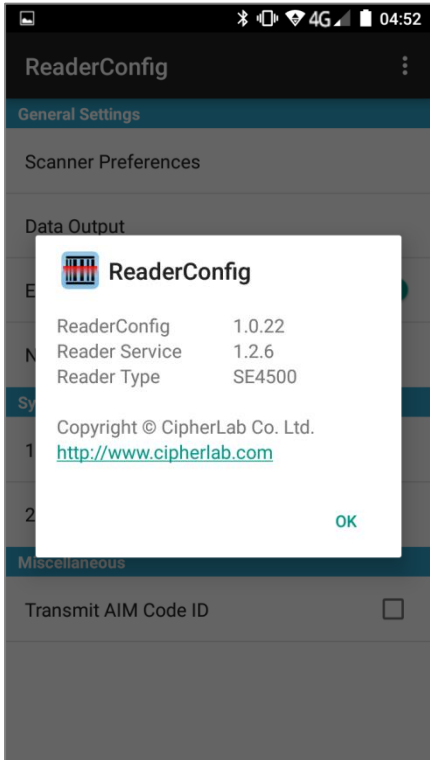 4G 04:52
ReaderConfig
General Settings
Scanner Preferences
Data Output
ReaderConfig
ReaderConfig 1.0.22
Reader Service 1.2.6
Reader Type SE4500
Copyright © CipherLab Co. Ltd.
http://www.cipherlab.com
OK
Miscellaneous
Transmit AIM Code ID